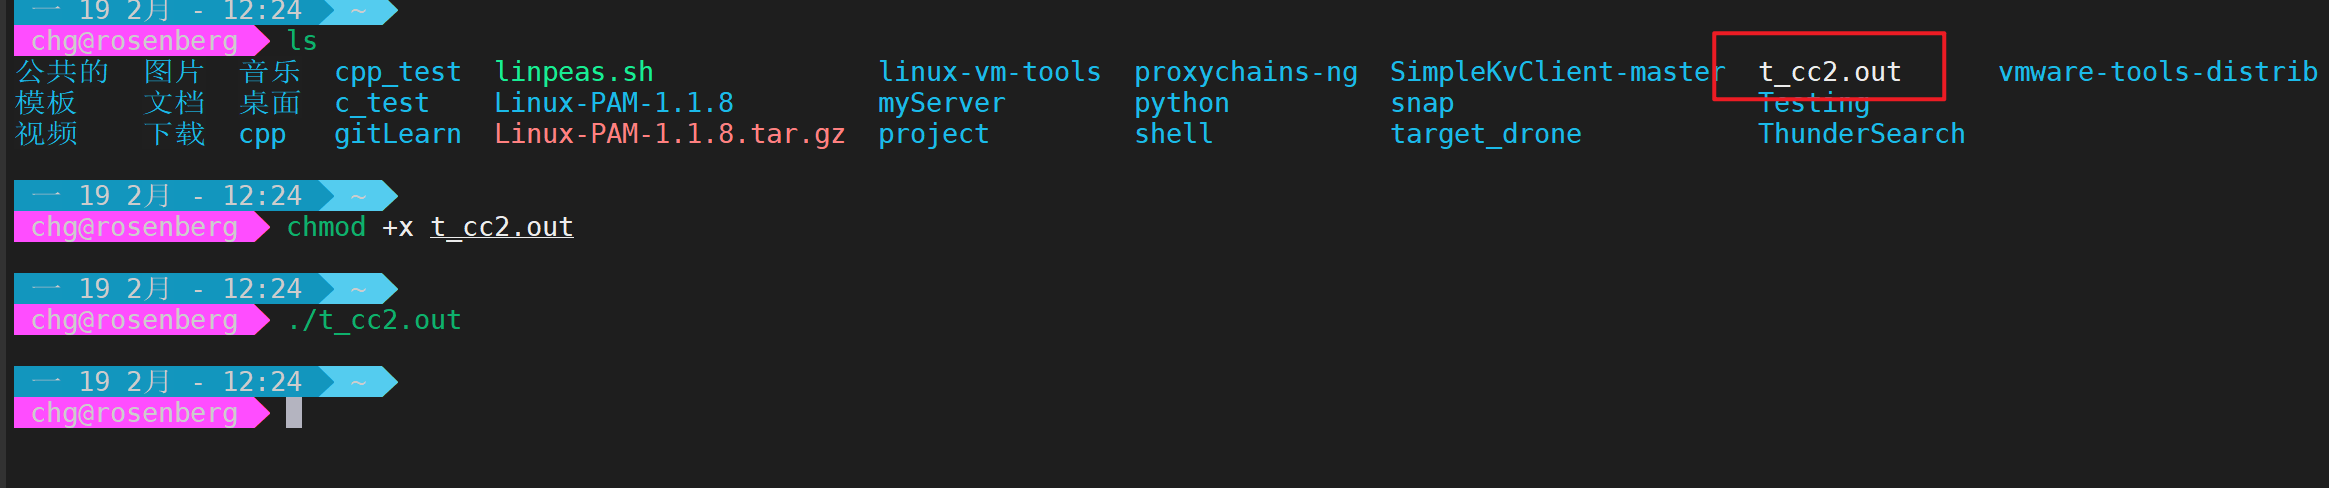 一 19 2月 - 12:24 ~
chg@rosenberg ls
公共的 图片 音乐 cpp_test linpeas.sh linux-vm-tools proxychains-ng SimpleKvClient-master t_cc2.out vmware-tools-distrib
模板 文档 桌面 c_test Linux-PAM-1.1.8 myServer python snap Testing
视频 下载 cpp gitLearn Linux-PAM-1.1.8.tar.gz project shell target_drone ThunderSearch
一 19 2月 - 12:24 ~
chg@rosenberg chmod +x t_cc2.out
一 19 2月 - 12:24 ~
chg@rosenberg ./t_cc2.out
一 19 2月 - 12:24 ~
chg@rosenberg